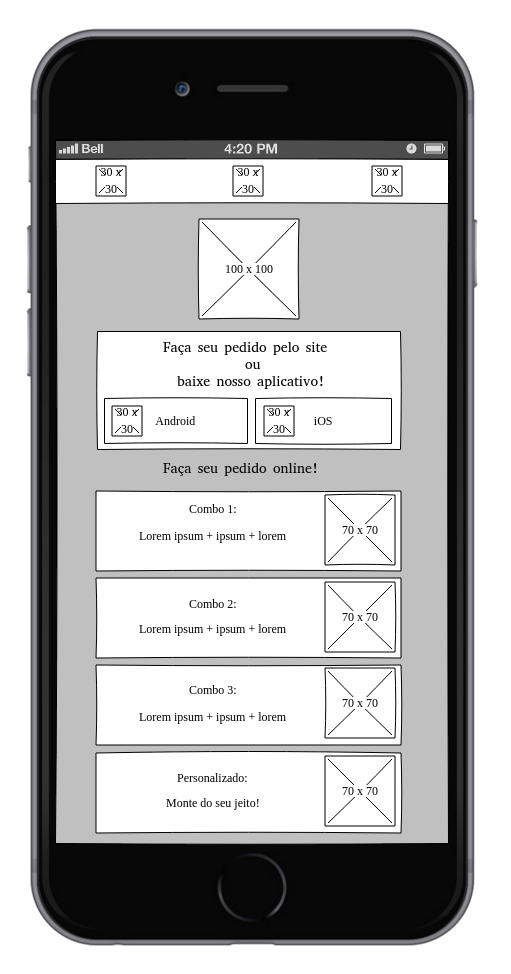 Bell 4:20 PM
30 x 30 x 30 x
/30 /30 /30
100 x 100
Faça seu pedido pelo site
ou
baixe nosso aplicativo!
30 x 30 x
/30 Android /30 iOS
Faça seu pedido online!
Combo 1:
Lorem ipsum + ipsum + lorem
70 x 70
Combo 2:
Lorem ipsum + ipsum + lorem
70 x 70
Combo 3:
Lorem ipsum + ipsum + lorem
70 x 70
Personalizado:
Monte do seu jeito!
70 x 70